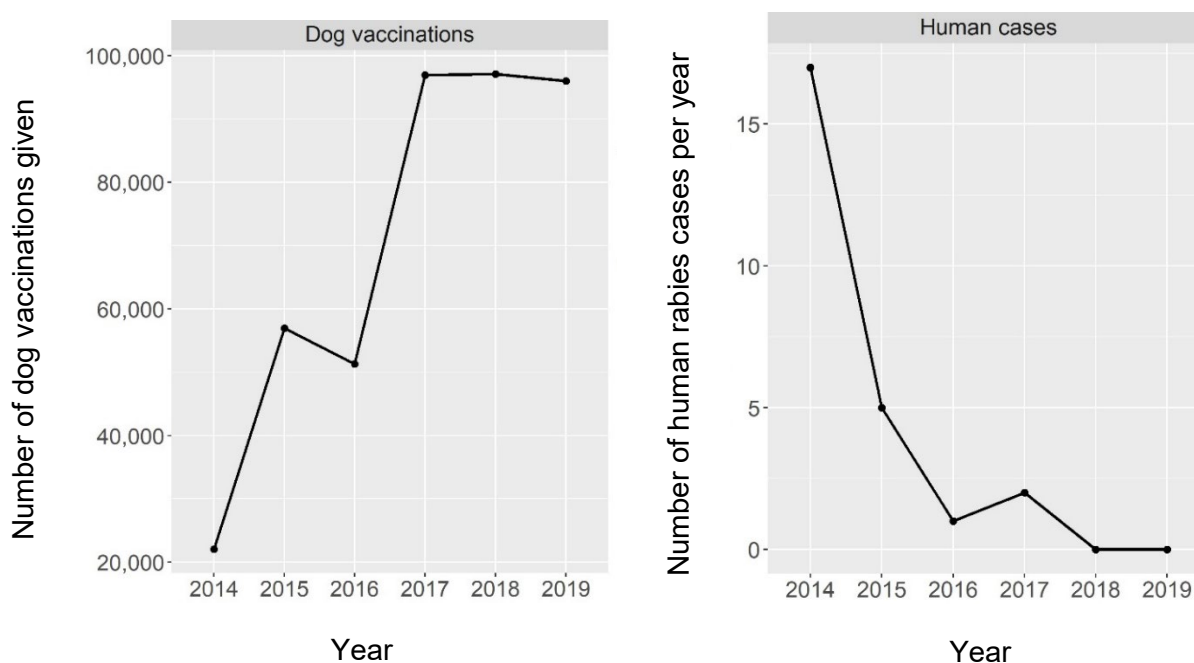 Dog vaccinations
Number of dog vaccinations given
100,000
80,000
60,000
40,000
20,000
2014 2015 2016 2017 2018 2019
Year
Human cases
Number of human rabies cases per year
15
10
5
0
2014 2015 2016 2017 2018 2019
Year